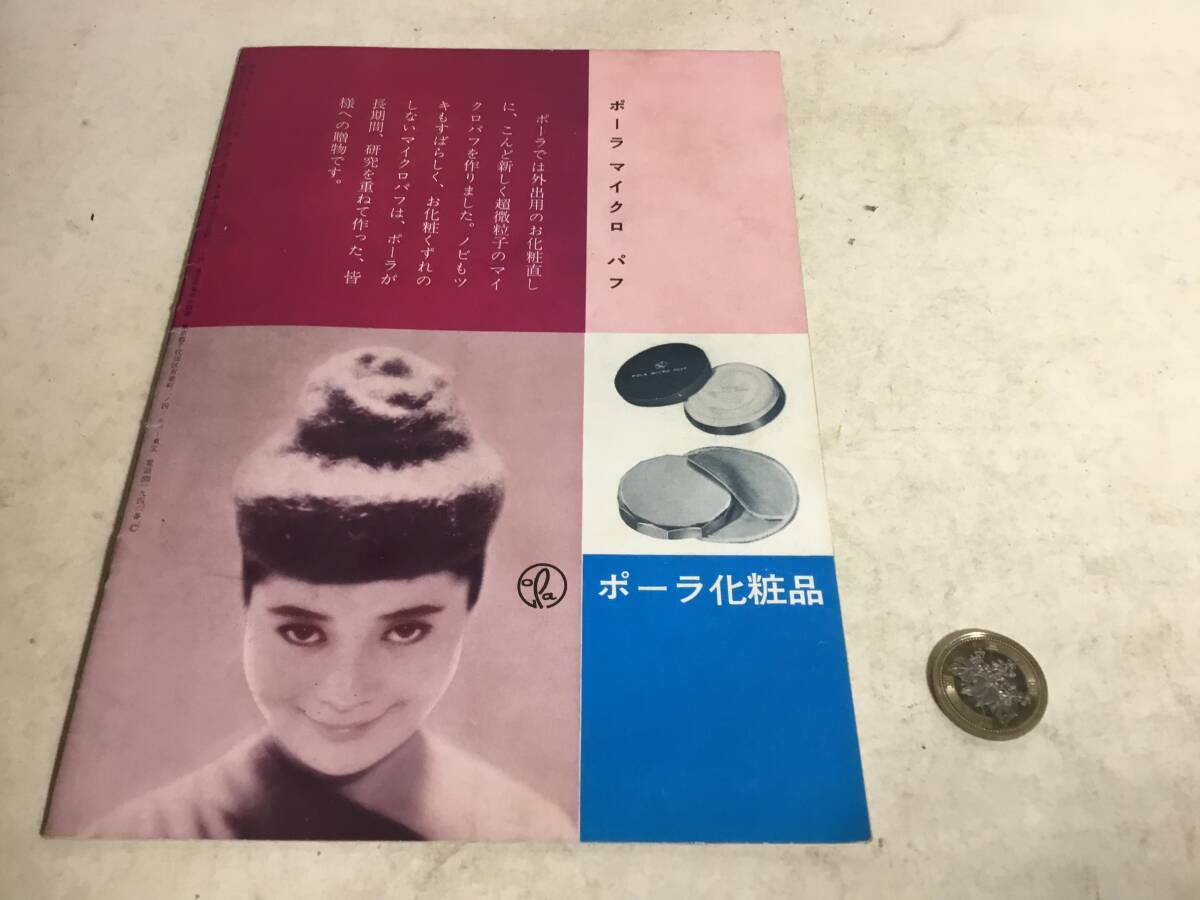 ポーラ マイクロ パフ
ポーラでは外出用のお化粧直し
に、こんど新しく超微粒子のマイ
クロパフを作りました。ノビもツ
キもすばらしく、お化粧くずれの
しないマイクロパフは、ポーラが
長期間、研究を重ねて作った、皆
様への贈物です。
POLA MICRO PUFF
Pola
ポーラ化粧品